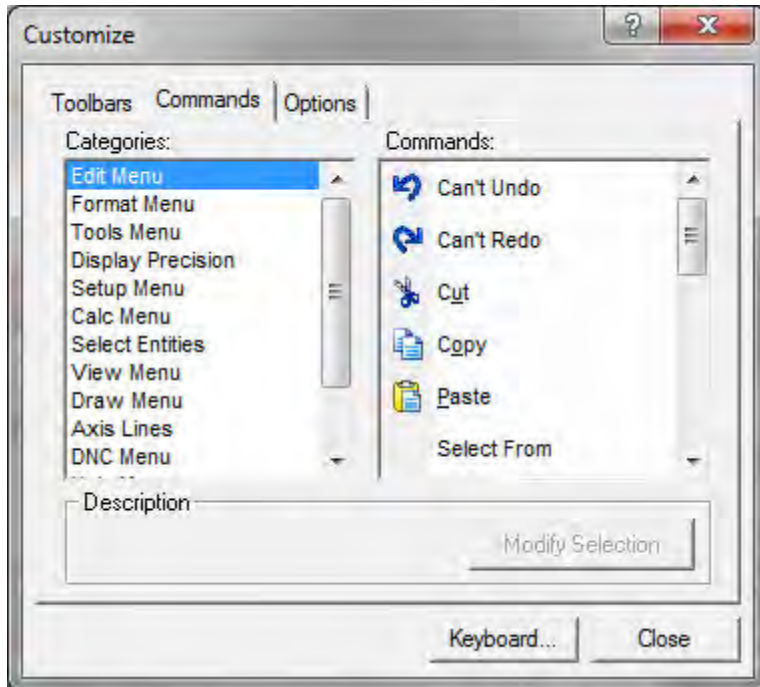 Customize
Toolbars Commands Options
Categories:
Edit Menu
Format Menu
Tools Menu
Display Precision
Setup Menu
Calc Menu
Select Entities
View Menu
Draw Menu
Axis Lines
DNC Menu
Commands:
Can't Undo
Can't Redo
Cut
Copy
Paste
Select From
Description
Modify Selection
Keyboard...
Close